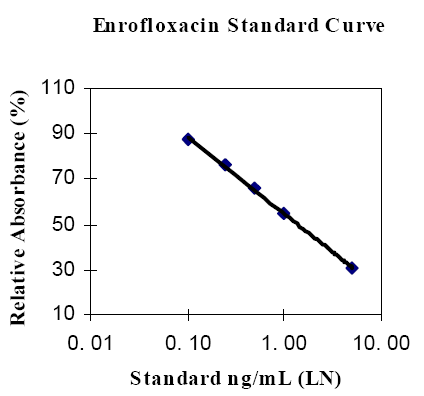 Enrofloxacin Standard Curve
Relative Absorbance (%)
110
90
70
50
30
10
0. 01 0. 10 1. 00 10. 00
Standard ng/mL (LN)